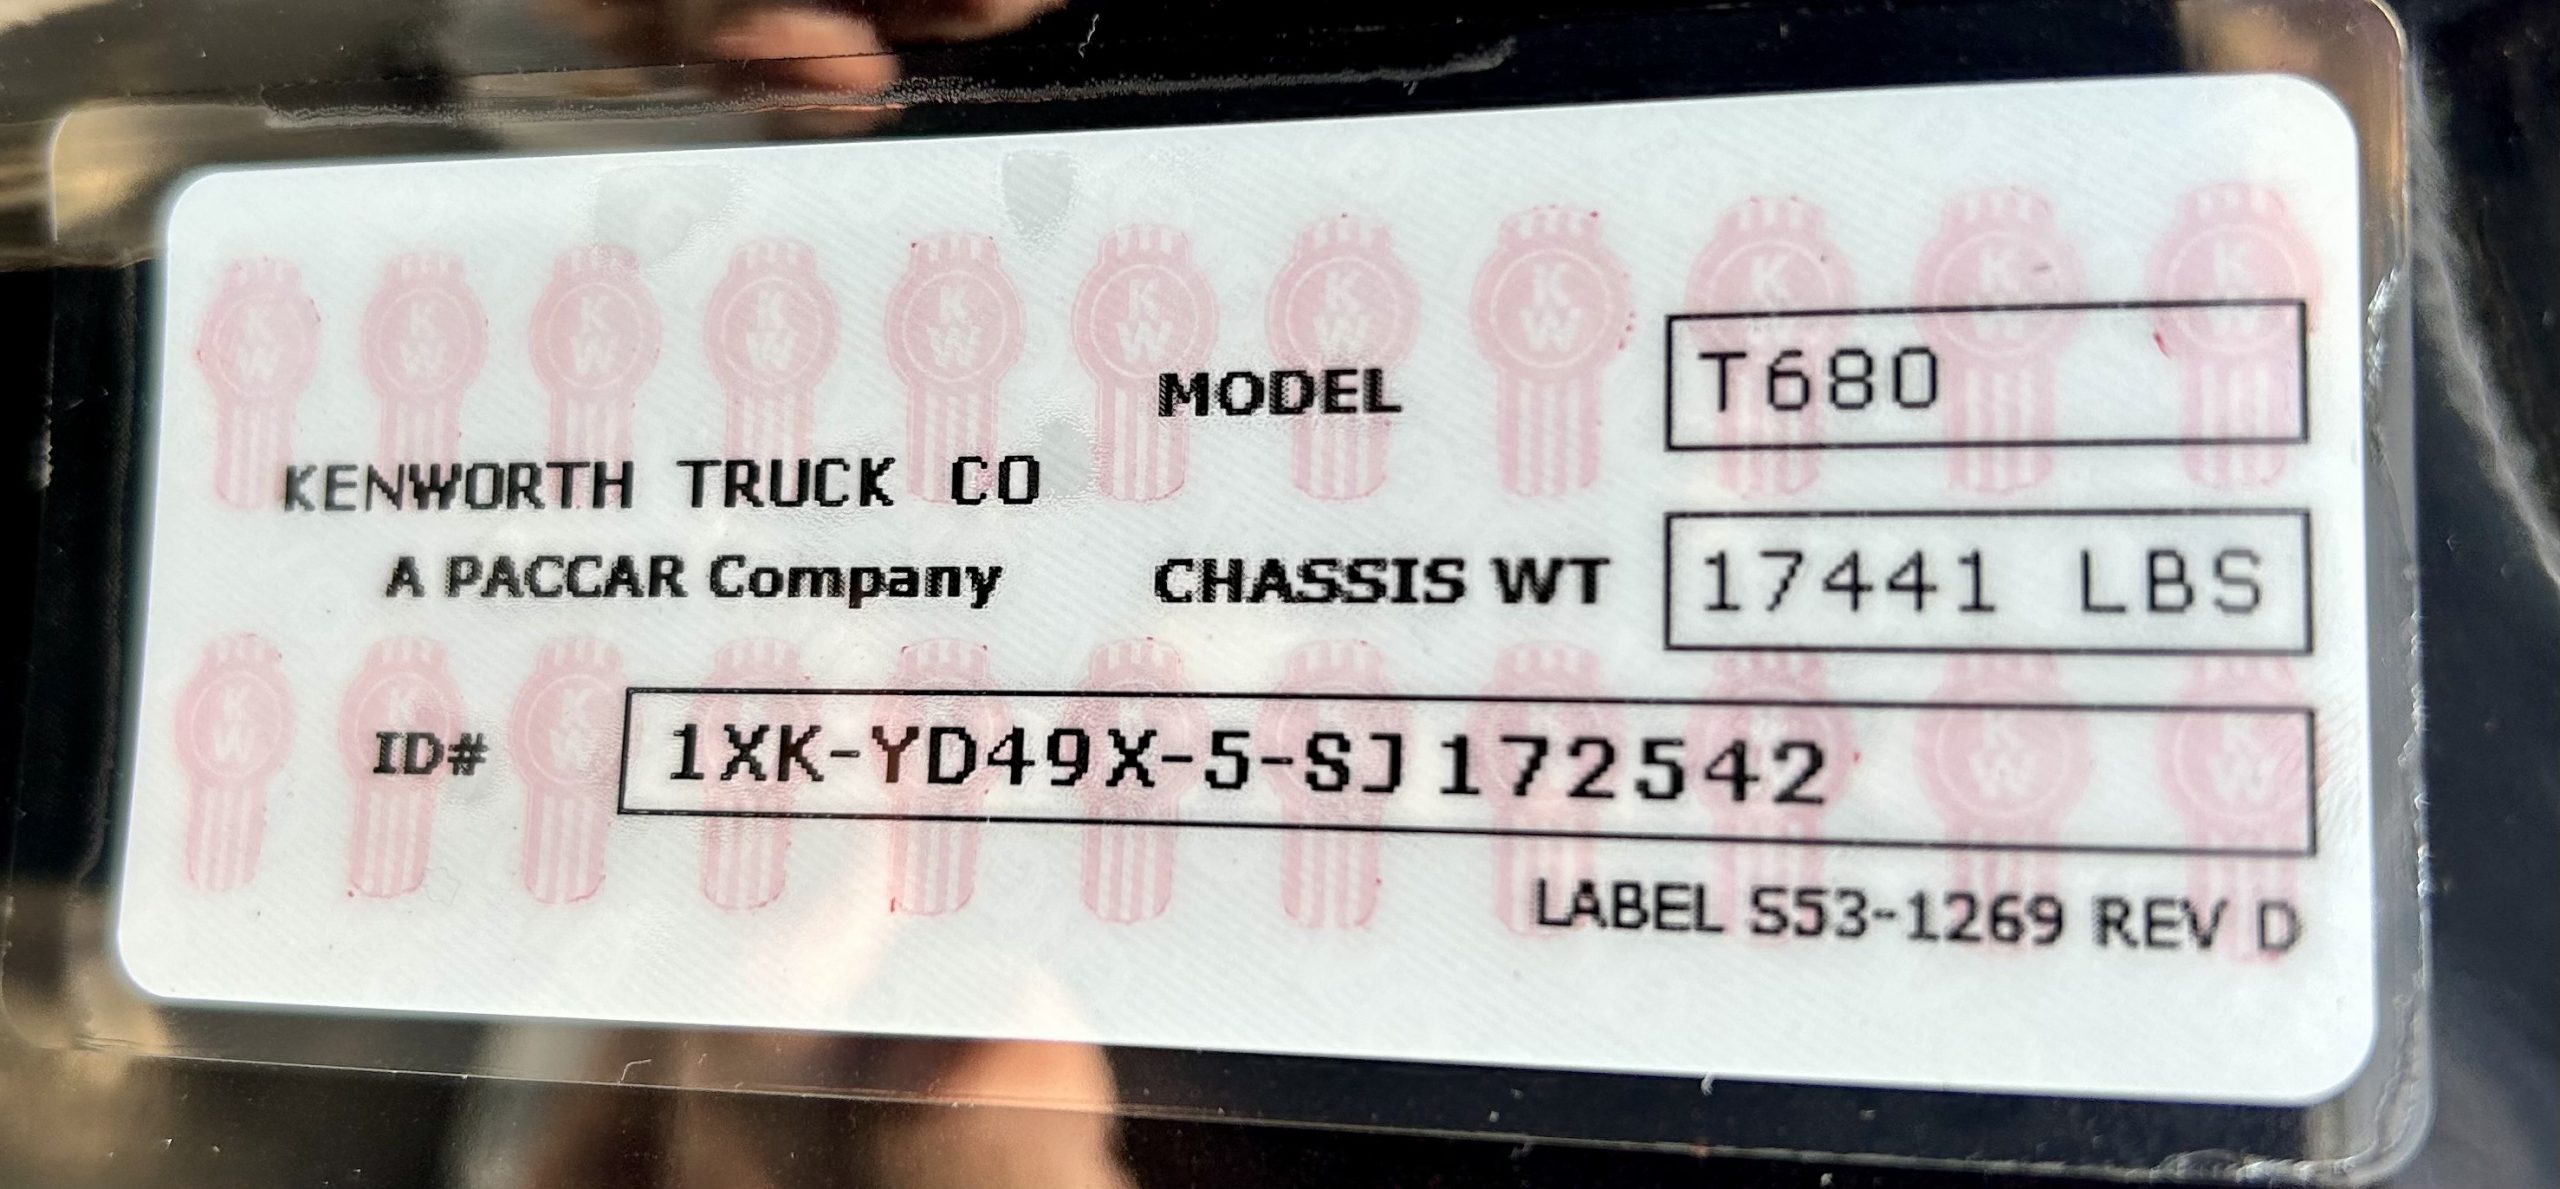 MODEL T680
KENWORTH TRUCK CO
A PACCAR Company
CHASSIS WT 17441 LBS
ID# 1XK-YD49X-5-SJ172542
LABEL S53-1269 REV D